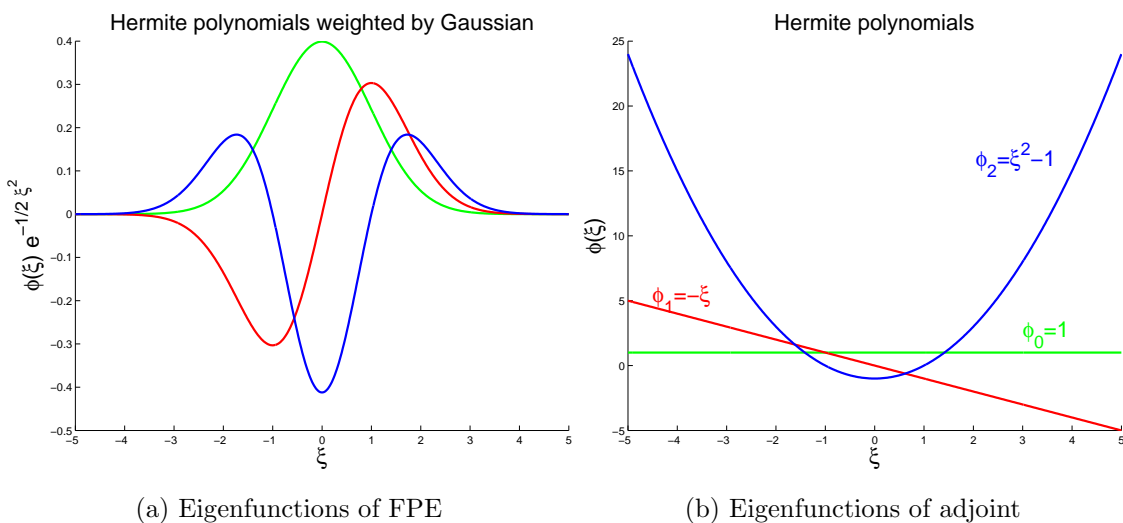 Hermite polynomials weighted by Gaussian
0.4
0.3
0.2
0.1
0
−0.1
−0.2
−0.3
−0.4
−0.5
−5 −4 −3 −2 −1 0 1 2 3 4 5
ξ
ϕ(ξ) e^{−1/2 ξ^2}
(a) Eigenfunctions of FPE
Hermite polynomials
25
20
15
10
5
0
−5
−5 −4 −3 −2 −1 0 1 2 3 4 5
ξ
ϕ(ξ)
ϕ_2=ξ^2−1
ϕ_1=−ξ
ϕ_0=1
(b) Eigenfunctions of adjoint